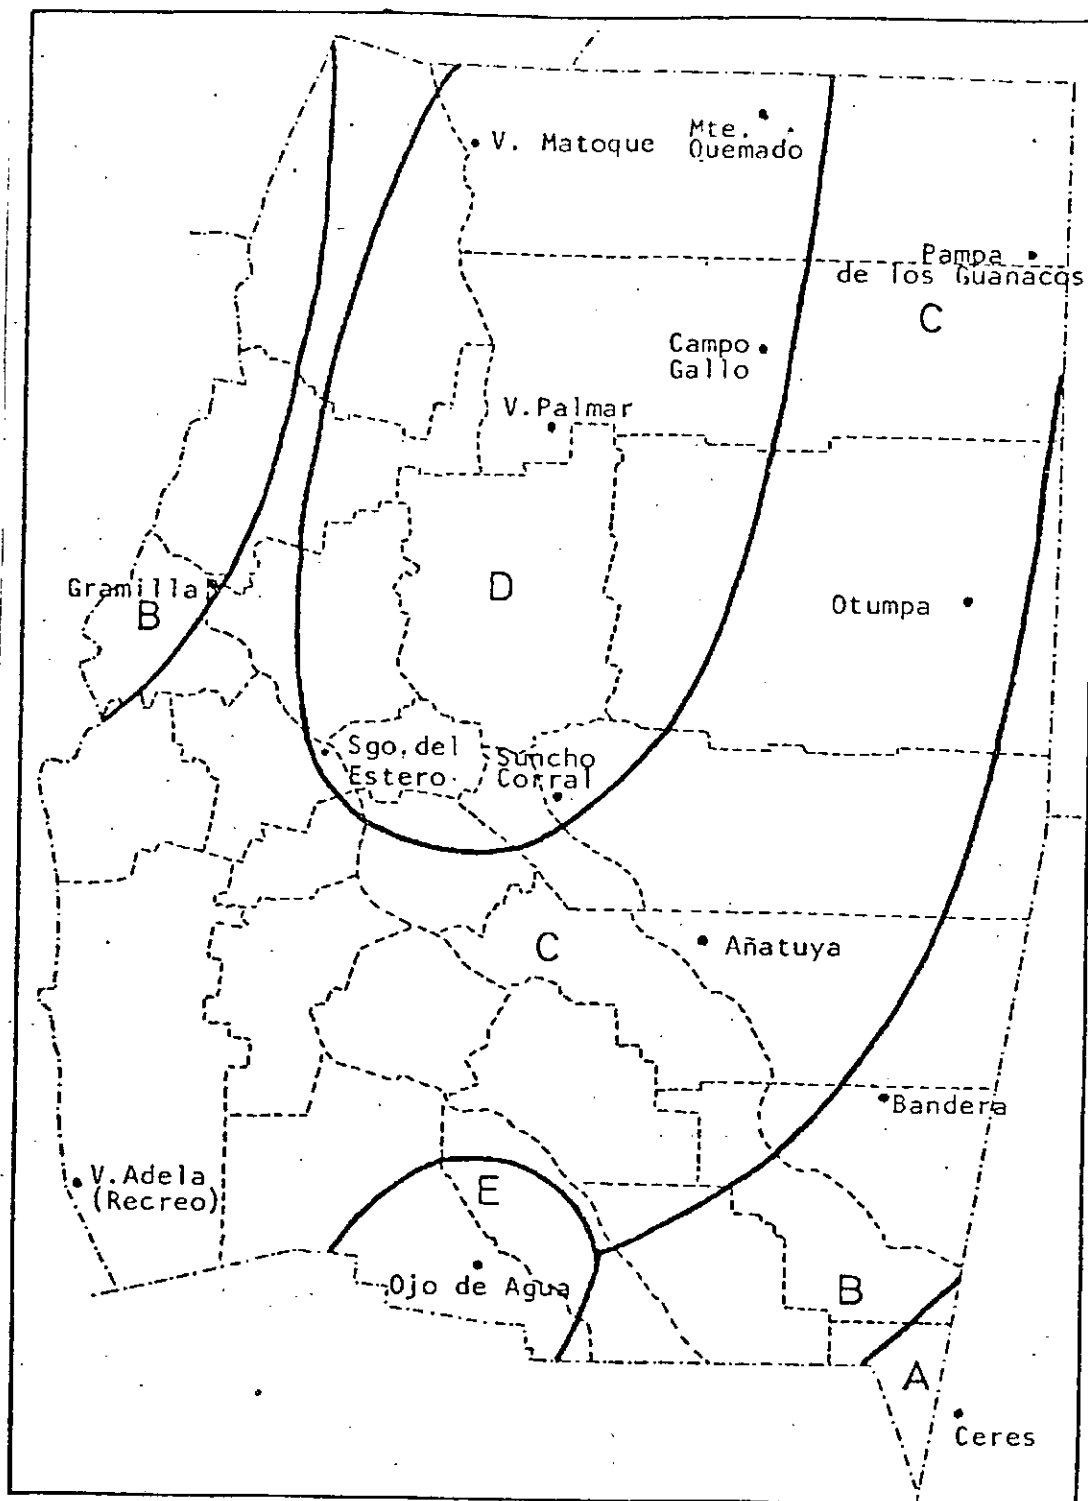 V. Matoque
Mte.
Quemado
Pampa
de los Guanacos
C
Campo
Gallo
V.Palmar
Gramilla
B
D
Otumpa
Sgo.del
Estero
Suncho
Corral
C
Añatuya
Bandera
V.Adela
(Recreo)
E
Ojo de Agua
B
A
Ceres